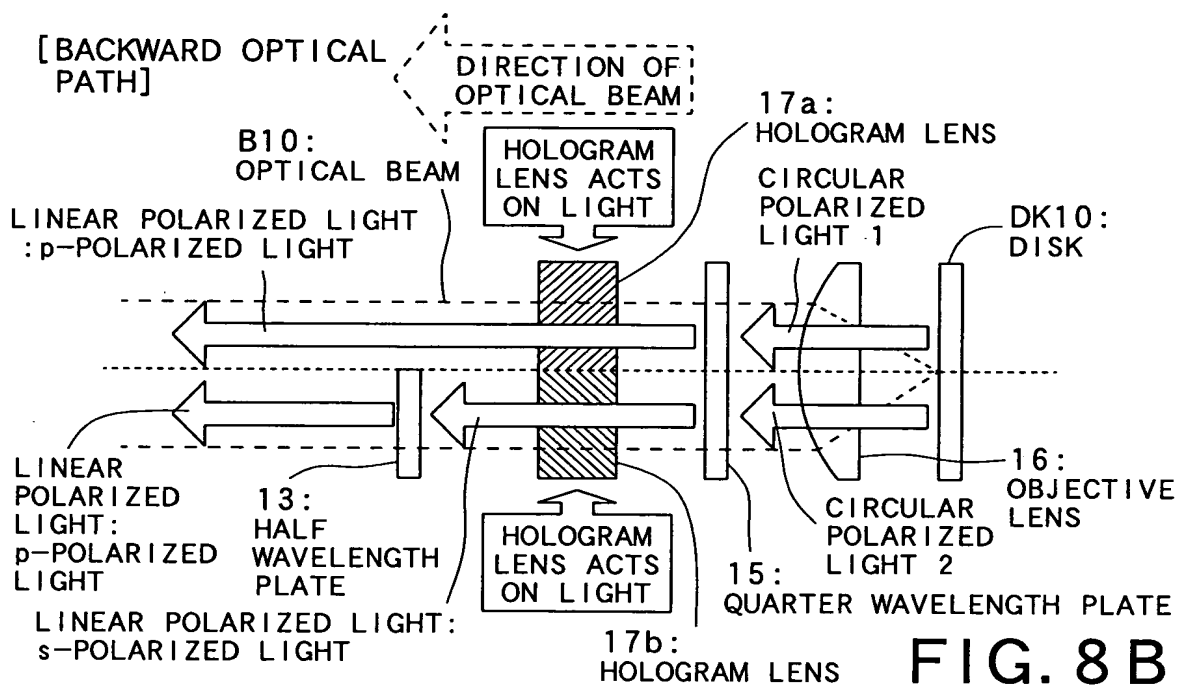 [BACKWARD OPTICAL
PATH]
DIRECTION OF
OPTICAL BEAM
B10:
OPTICAL BEAM
HOLOGRAM
LENS ACTS
ON LIGHT
17a:
HOLOGRAM LENS
CIRCULAR
POLARIZED
LIGHT 1
DK10:
DISK
LINEAR POLARIZED LIGHT
:p-POLARIZED LIGHT
LINEAR
POLARIZED
LIGHT:
p-POLARIZED
LIGHT
13:
HALF
WAVELENGTH
PLATE
LINEAR POLARIZED LIGHT:
s-POLARIZED LIGHT
HOLOGRAM
LENS ACTS
ON LIGHT
17b:
HOLOGRAM LENS
15:
QUARTER WAVELENGTH PLATE
CIRCULAR
POLARIZED
LIGHT 2
16:
OBJECTIVE
LENS
FIG. 8B